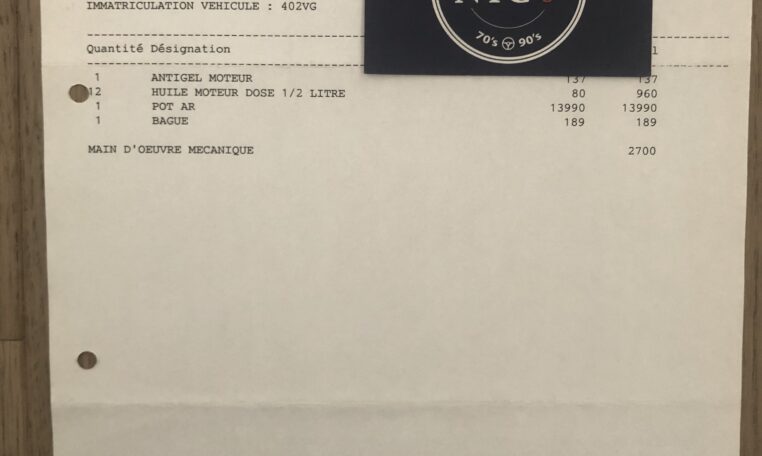 IMMATRICULATION VEHICULE : 402VG
70's 90's
Quantité Désignation
1 ANTIGEL MOTEUR 137 137
12 HUILE MOTEUR DOSE 1/2 LITRE 80 960
1 POT AR 13990 13990
1 BAGUE 189 189
MAIN D'OEUVRE MECANIQUE 2700